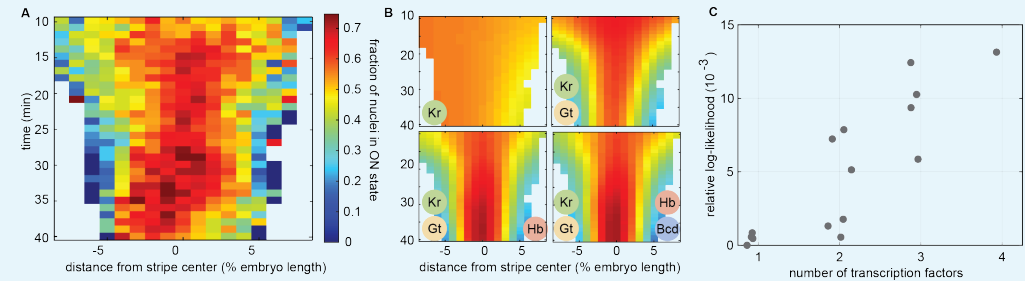 A
time (min)
10
15
20
25
30
35
40
-5
0
5
distance from stripe center (% embryo length)
0.7
0.6
0.5
0.4
0.3
0.2
0.1
0
fraction of nuclei in ON state
B
10
20
30
40
Kr
Kr
Gt
20
30
40
Kr
Gt
Hb
Kr
Gt
Hb
Bcd
-5
0
5
-5
0
5
distance from stripe center (% embryo length)
C
relative log-likelihood (10⁻³)
15
10
5
0
1
2
3
4
number of transcription factors